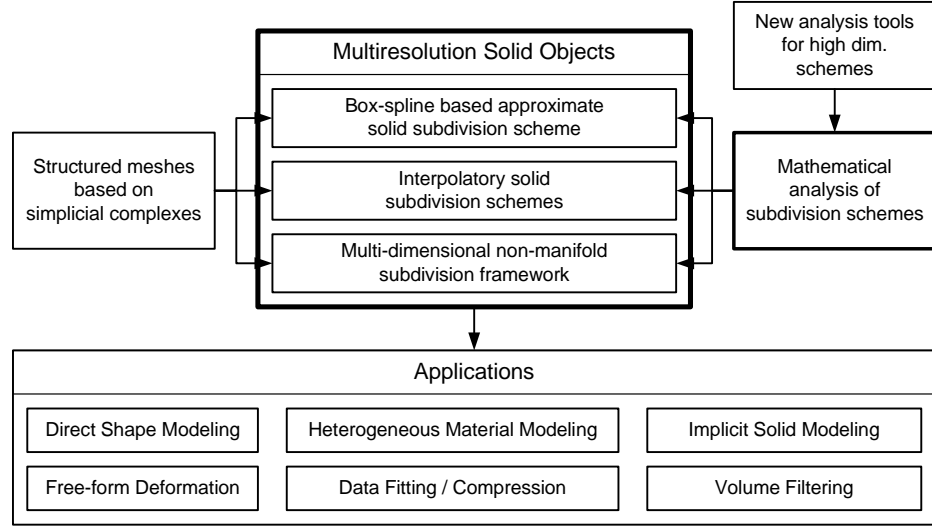 New analysis tools
for high dim.
schemes
Multiresolution Solid Objects
Box-spline based approximate
solid subdivision scheme
Structured meshes
based on
simplicial complexes
Interpolatory solid
subdivision schemes
Mathematical
analysis of
subdivision schemes
Multi-dimensional non-manifold
subdivision framework
Applications
Direct Shape Modeling
Heterogeneous Material Modeling
Implicit Solid Modeling
Free-form Deformation
Data Fitting / Compression
Volume Filtering